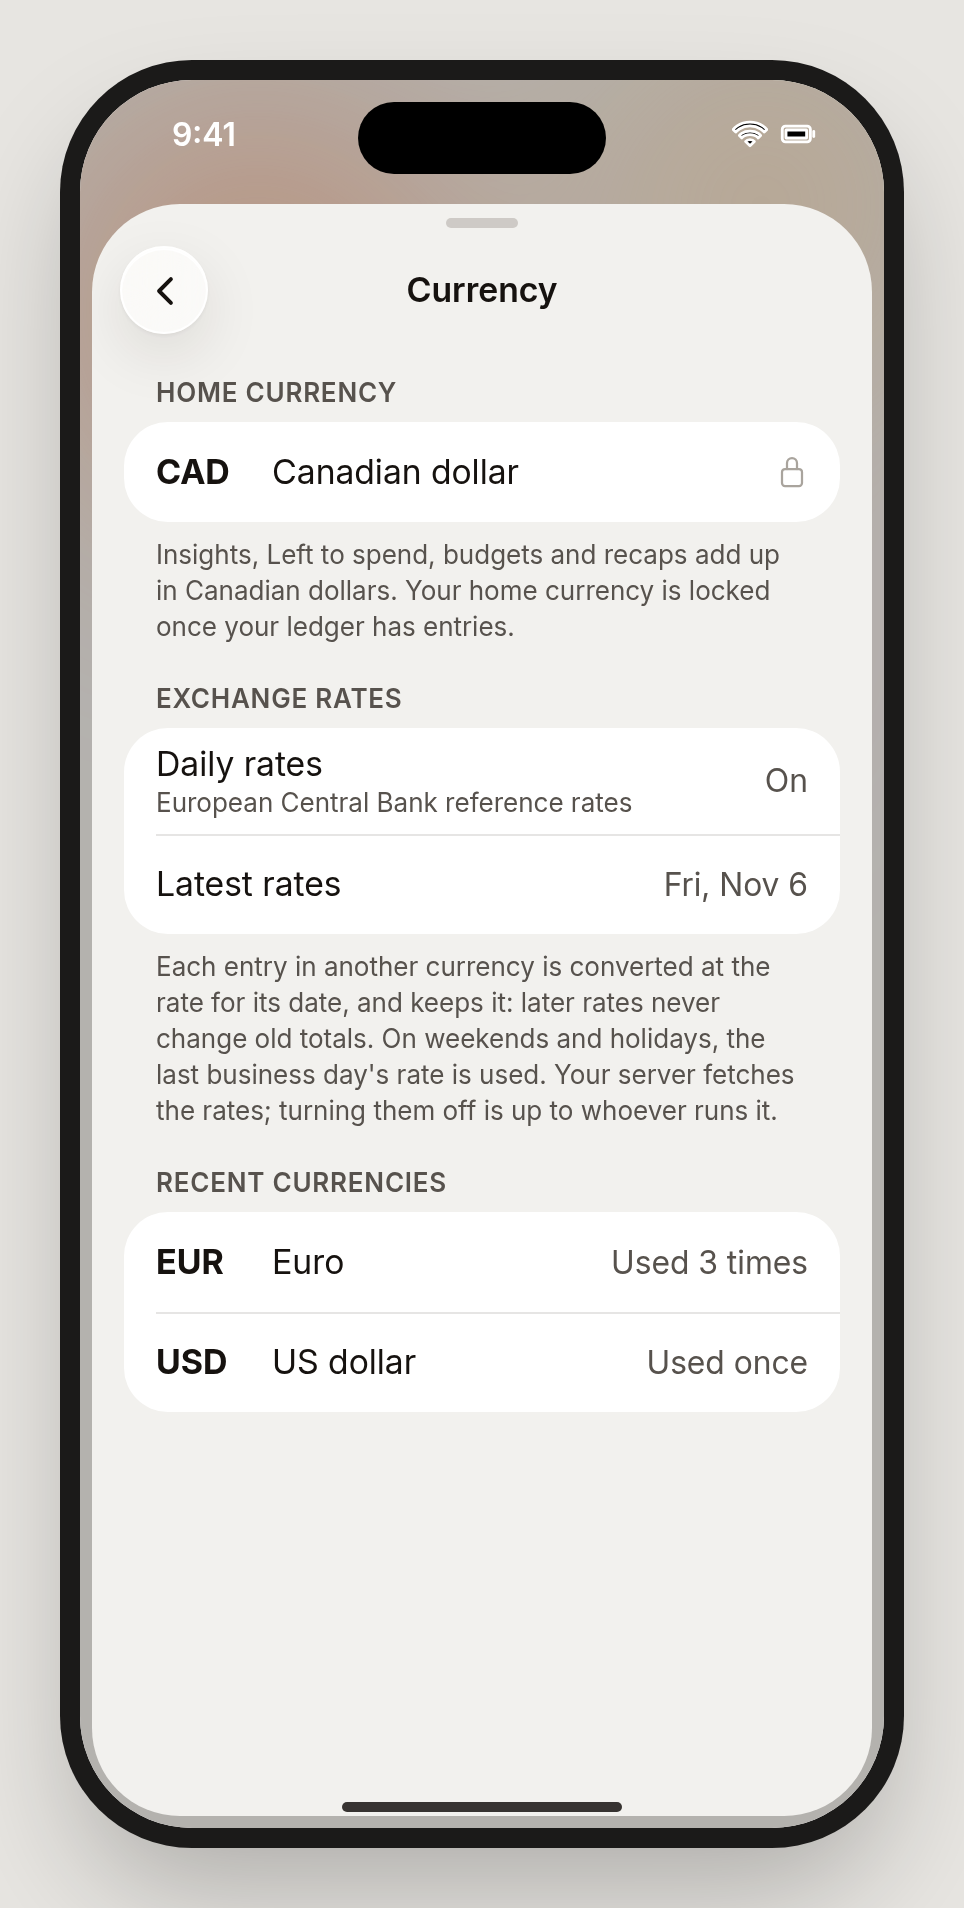 9:41
Currency
HOME CURRENCY
CAD Canadian dollar
Insights, Left to spend, budgets and recaps add up
in Canadian dollars. Your home currency is locked
once your ledger has entries.
EXCHANGE RATES
Daily rates
European Central Bank reference rates
On
Latest rates Fri, Nov 6
Each entry in another currency is converted at the
rate for its date, and keeps it: later rates never
change old totals. On weekends and holidays, the
last business day's rate is used. Your server fetches
the rates; turning them off is up to whoever runs it.
RECENT CURRENCIES
EUR Euro Used 3 times
USD US dollar Used once